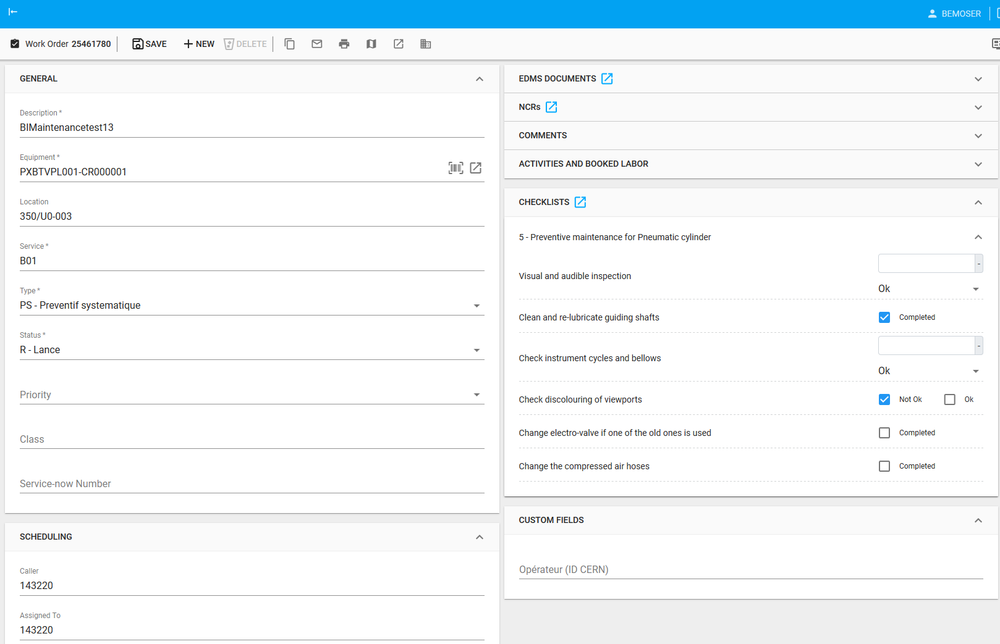 BEMOSER
Work Order 25461780
SAVE
NEW
DELETE
GENERAL
Description *
BIMaintenancetest13
Equipment *
PXBTVPL001-CR000001
Location
350/U0-003
Service *
B01
Type *
PS - Preventif systematique
Status *
R - Lance
Priority
Class
Service-now Number
SCHEDULING
Caller
143220
Assigned To
143220
EDMS DOCUMENTS
NCRs
COMMENTS
ACTIVITIES AND BOOKED LABOR
CHECKLISTS
5 - Preventive maintenance for Pneumatic cylinder
Visual and audible inspection
-
Ok
Clean and re-lubricate guiding shafts
Completed
Check instrument cycles and bellows
-
Ok
Check discolouring of viewports
Not Ok
Ok
Change electro-valve if one of the old ones is used
Completed
Change the compressed air hoses
Completed
CUSTOM FIELDS
Opérateur (ID CERN)